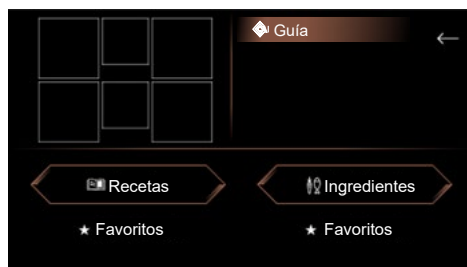 Guía
Recetas
Ingredientes
Favoritos
Favoritos